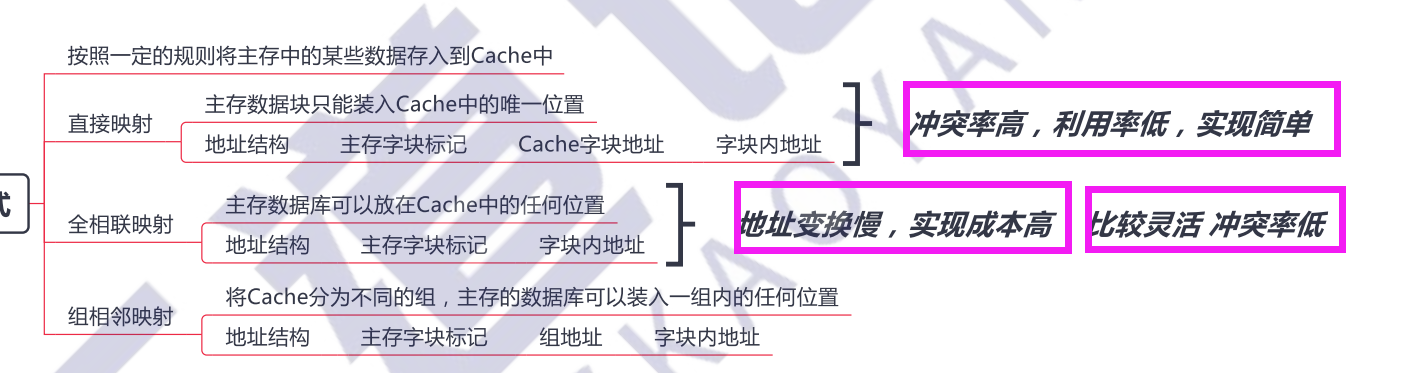 按照一定的规则将主存中的某些数据存入到Cache中
直接映射
主存数据块只能装入Cache中的唯一位置
地址结构 主存字块标记 Cache字块地址 字块内地址
冲突率高，利用率低，实现简单
式
全相联映射
主存数据库可以放在Cache中的任何位置
地址结构 主存字块标记 字块内地址
地址变换慢，实现成本高 比较灵活 冲突率低
组相邻映射
将Cache分为不同的组，主存的数据库可以装入一组内的任何位置
地址结构 主存字块标记 组地址 字块内地址
KAOYAN